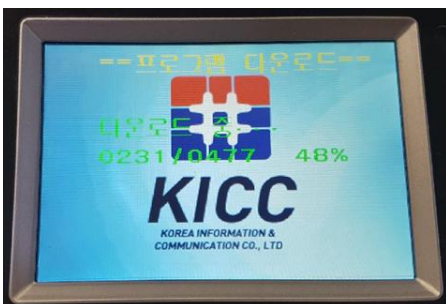 ==프로그램 다운로드==
다운로드 중---
0231/0477 48%
KICC
KOREA INFORMATION &
COMMUNICATION CO., LTD